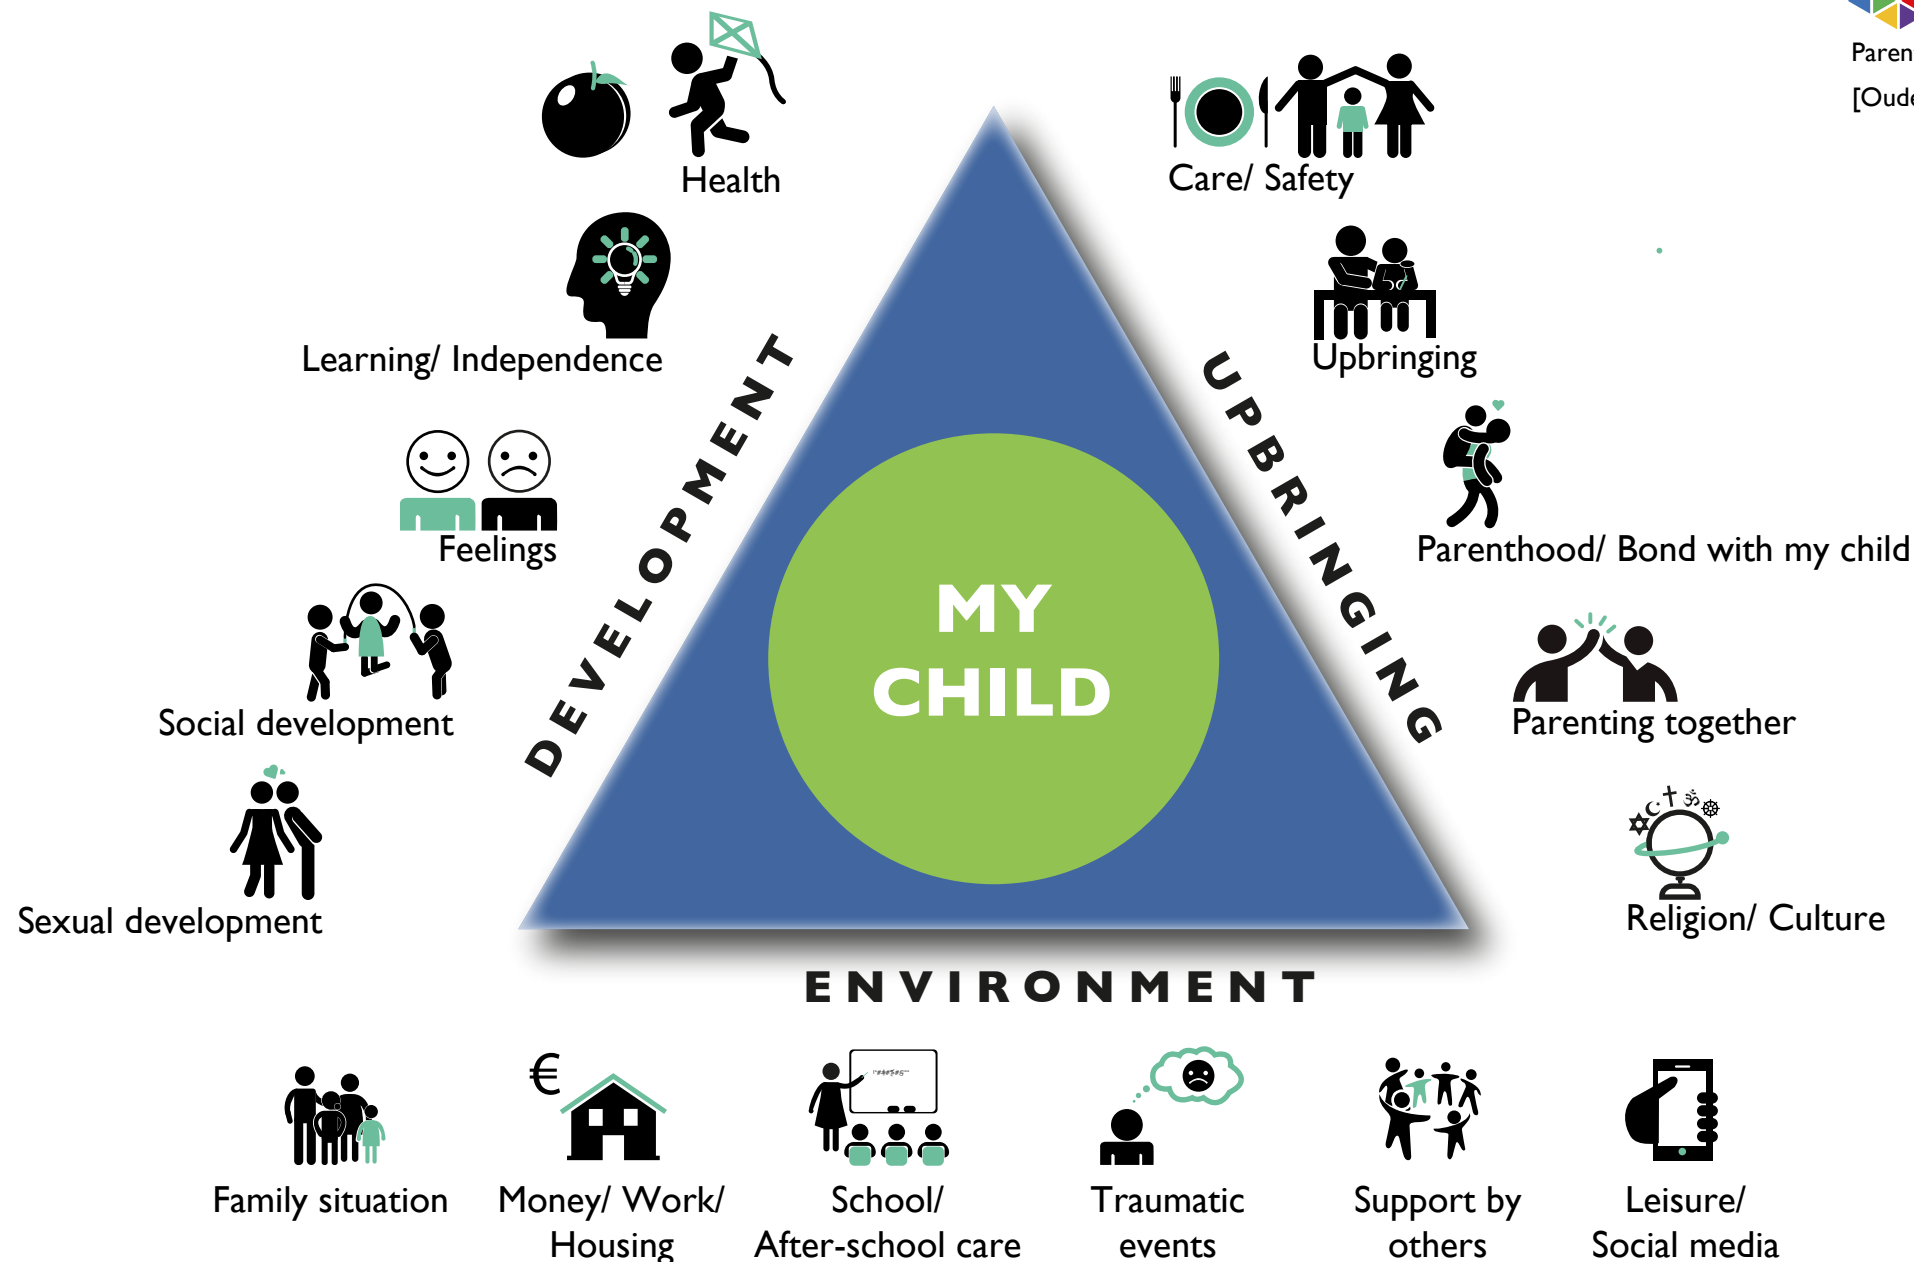 Paren
[Oude
Health
Care/ Safety
Learning/ Independence
Upbringing
DEVELOPMENT
UPBRINGING
Feelings
Parenthood/ Bond with my child
MY
CHILD
Social development
Parenting together
Sexual development
Religion/ Culture
ENVIRONMENT
€
Family situation
Money/ Work/
Housing
School/
After-school care
Traumatic
events
Support by
others
Leisure/
Social media